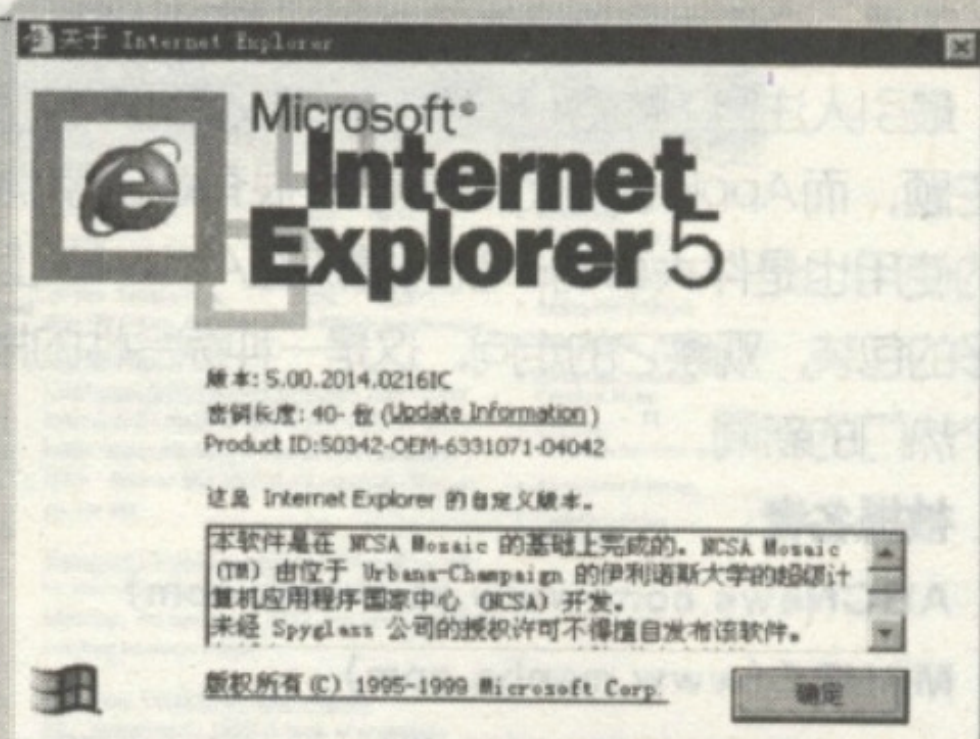 关于 Internet Explorer
Microsoft®
Internet
Explorer 5
版本: 5.00.2014.0216IC
密钥长度: 40- 位 (Update Information)
Product ID:50342-OEM-6331071-04042
这是 Internet Explorer 的自定义版本。
本软件是在 NCSA Mosaic 的基础上完成的。NCSA Mosaic
(TM) 由位于 Urbana-Champaign 的伊利诺斯大学的超级计
算机应用程序国家中心 (NCSA) 开发。
未经 Spyglass 公司的授权许可不得擅自发布该软件。
版权所有(C) 1995-1999 Microsoft Corp.
确定